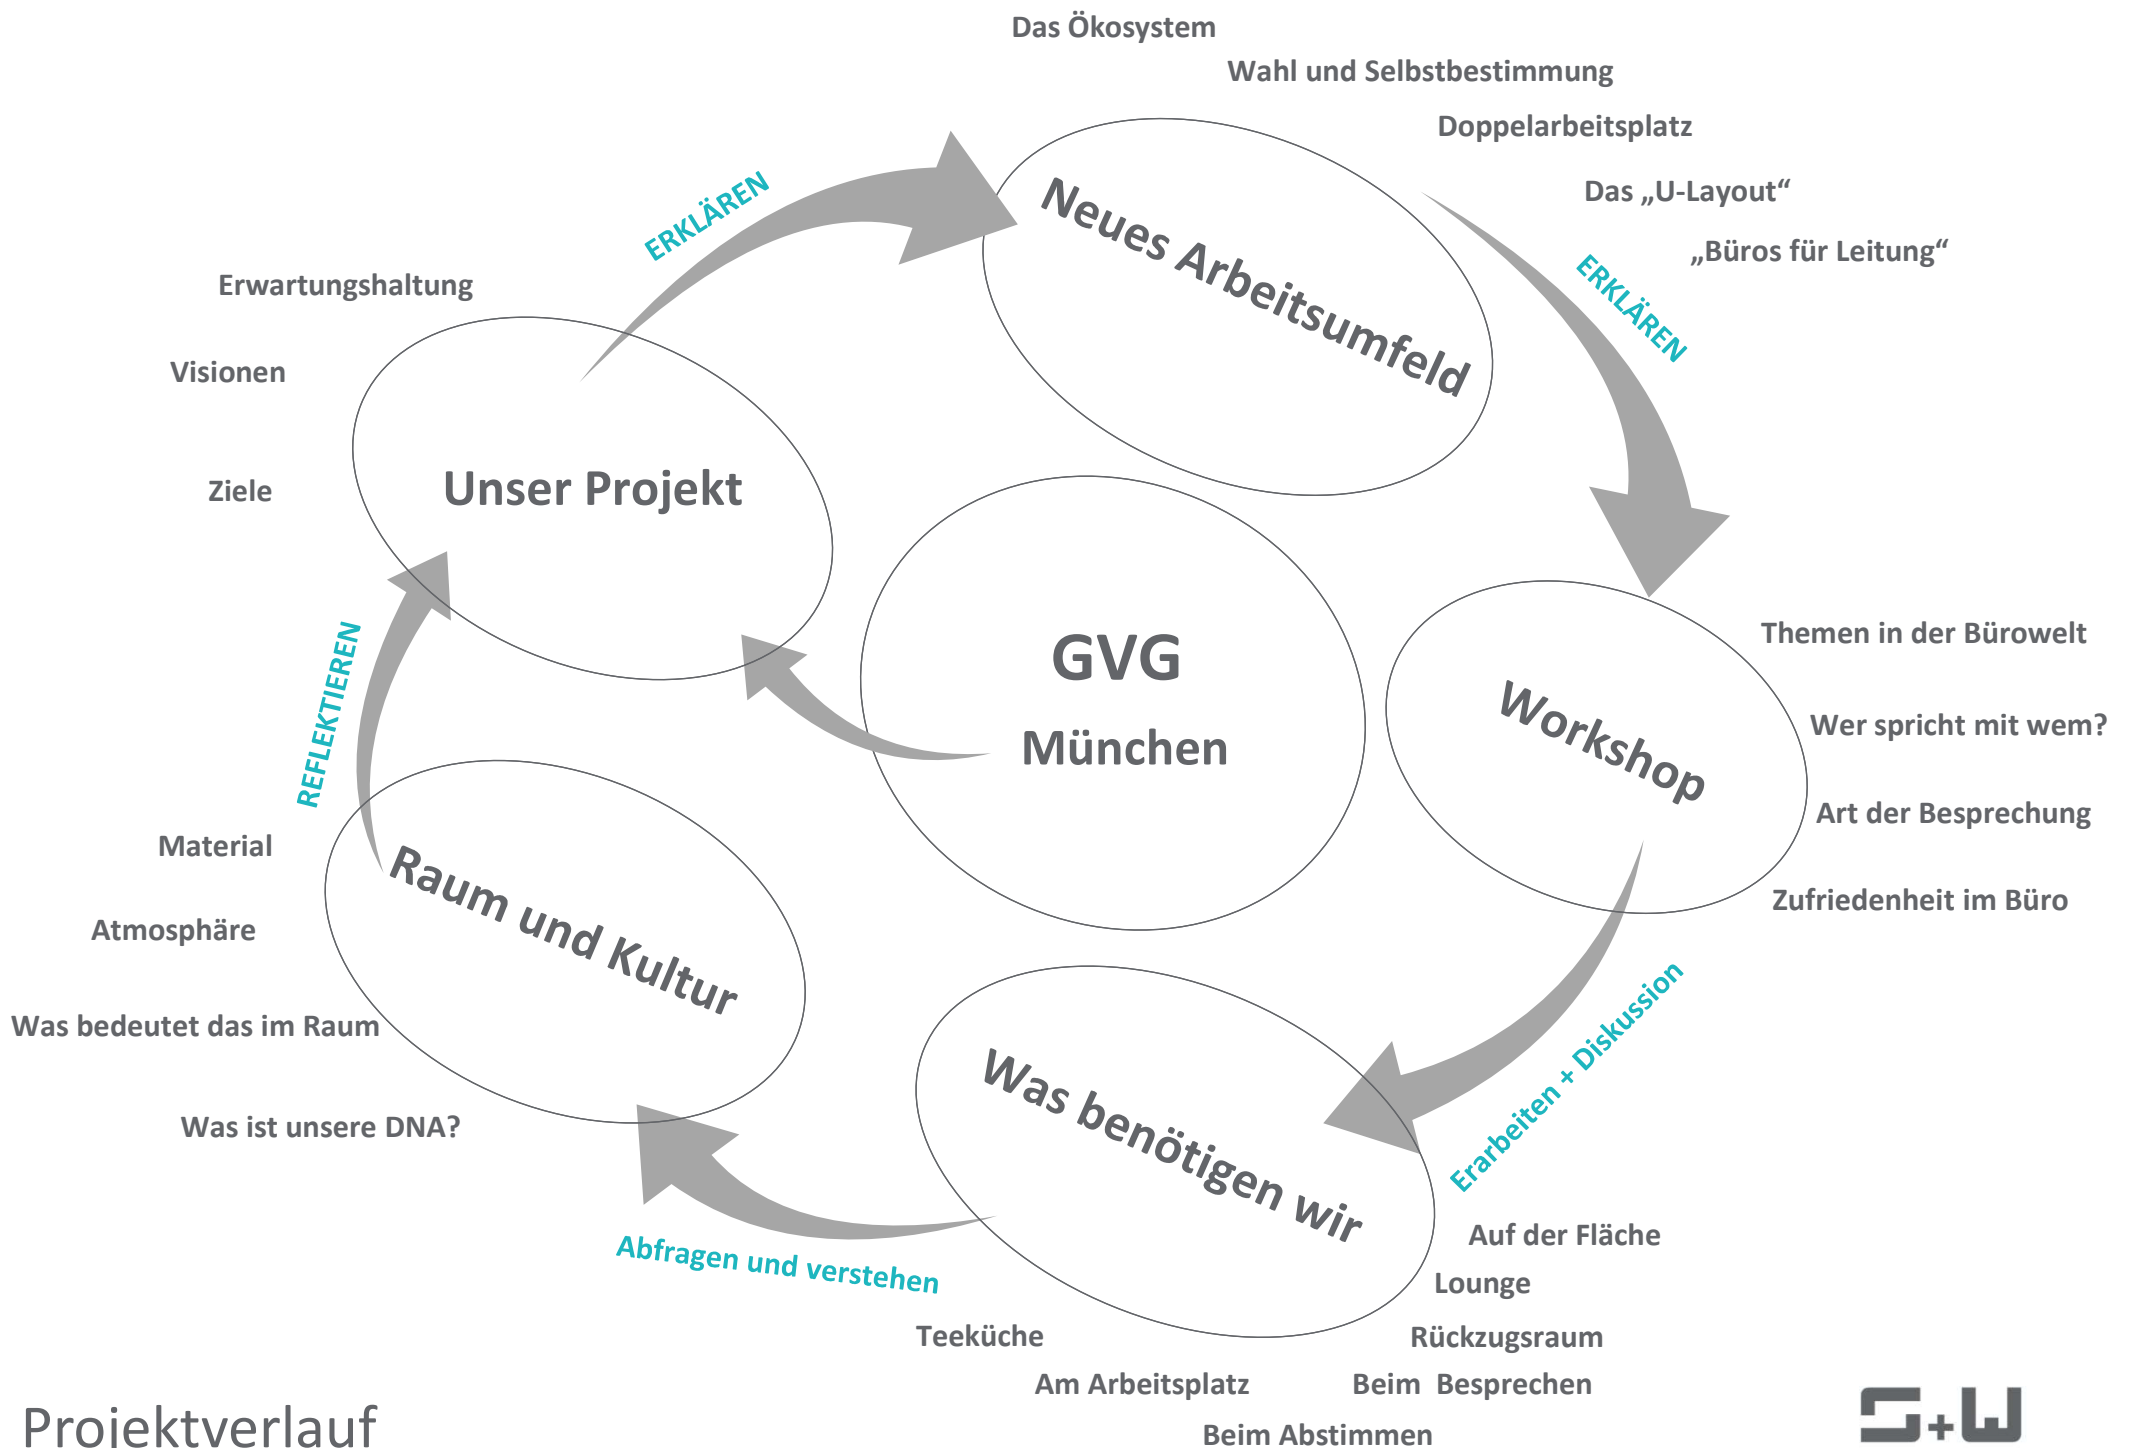 Das Ökosystem
Wahl und Selbstbestimmung
Doppelarbeitsplatz
Das „U-Layout“
„Büros für Leitung“
ERKLÄREN
Neues Arbeitsumfeld
ERKLÄREN
Erwartungshaltung
Visionen
Ziele
Unser Projekt
GVG
München
Workshop
Themen in der Bürowelt
Wer spricht mit wem?
Art der Besprechung
Zufriedenheit im Büro
REFLEKTIEREN
Material
Atmosphäre
Was bedeutet das im Raum
Was ist unsere DNA?
Raum und Kultur
Erarbeiten + Diskussion
Was benötigen wir
Abfragen und verstehen
Auf der Fläche
Lounge
Rückzugsraum
Teeküche
Am Arbeitsplatz
Beim Besprechen
Beim Abstimmen
Projektverlauf
S+W